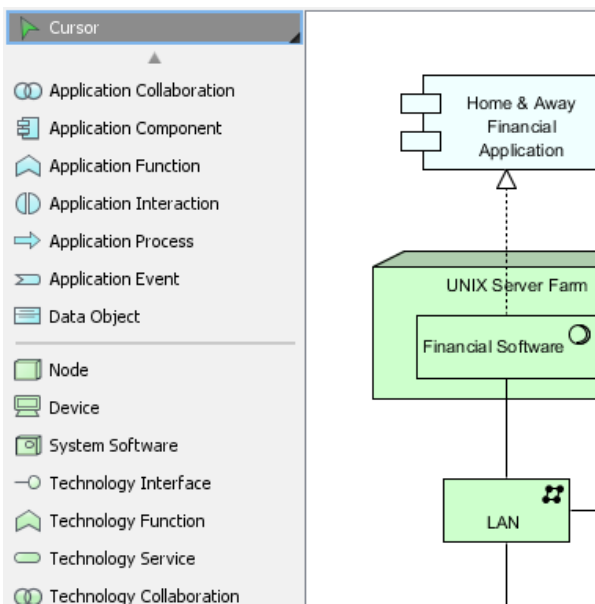 Cursor
Application Collaboration
Application Component
Application Function
Application Interaction
Application Process
Application Event
Data Object
Node
Device
System Software
Technology Interface
Technology Function
Technology Service
Technology Collaboration
Home & Away
Financial
Application
UNIX Server Farm
Financial Software
LAN